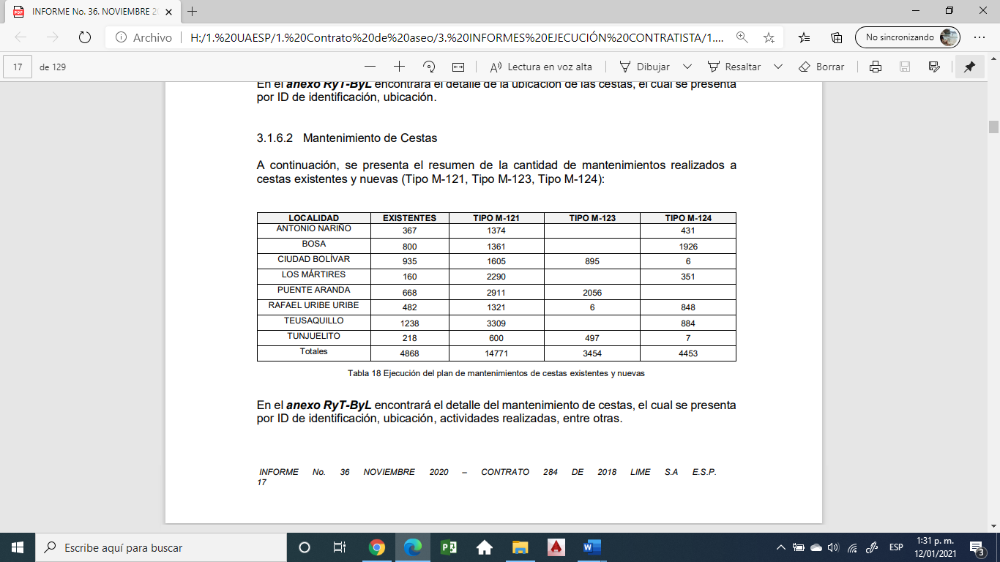 INFORME No. 36. NOVIEMBRE 20
Archivo H:/1.%20UAESP/1.%20Contrato%20de%20aseo/3.%20INFORMES%20EJECUCIÓN%20CONTRATISTA/1.... No sincronizando
17 de 129 Lectura en voz alta Dibujar Resaltar Borrar
En el anexo RyT-ByL encontrará el detalle de la ubicación de las cestas, el cual se presenta
por ID de identificación, ubicación.
3.1.6.2 Mantenimiento de Cestas
A continuación, se presenta el resumen de la cantidad de mantenimientos realizados a
cestas existentes y nuevas (Tipo M-121, Tipo M-123, Tipo M-124):
LOCALIDAD EXISTENTES TIPO M-121 TIPO M-123 TIPO M-124
ANTONIO NARIÑO 367 1374 431
BOSA 800 1361 1926
CIUDAD BOLÍVAR 935 1605 895 6
LOS MÁRTIRES 160 2290 351
PUENTE ARANDA 668 2911 2056
RAFAEL URIBE URIBE 482 1321 6 848
TEUSAQUILLO 1238 3309 884
TUNJUELITO 218 600 497 7
Totales 4868 14771 3454 4453
Tabla 18 Ejecución del plan de mantenimientos de cestas existentes y nuevas
En el anexo RyT-ByL encontrará el detalle del mantenimiento de cestas, el cual se presenta
por ID de identificación, ubicación, actividades realizadas, entre otras.
INFORME No. 36 NOVIEMBRE 2020 – CONTRATO 284 DE 2018 LIME S.A E.S.P.
17
Escribe aquí para buscar ESP 1:31 p. m.
12/01/2021 3